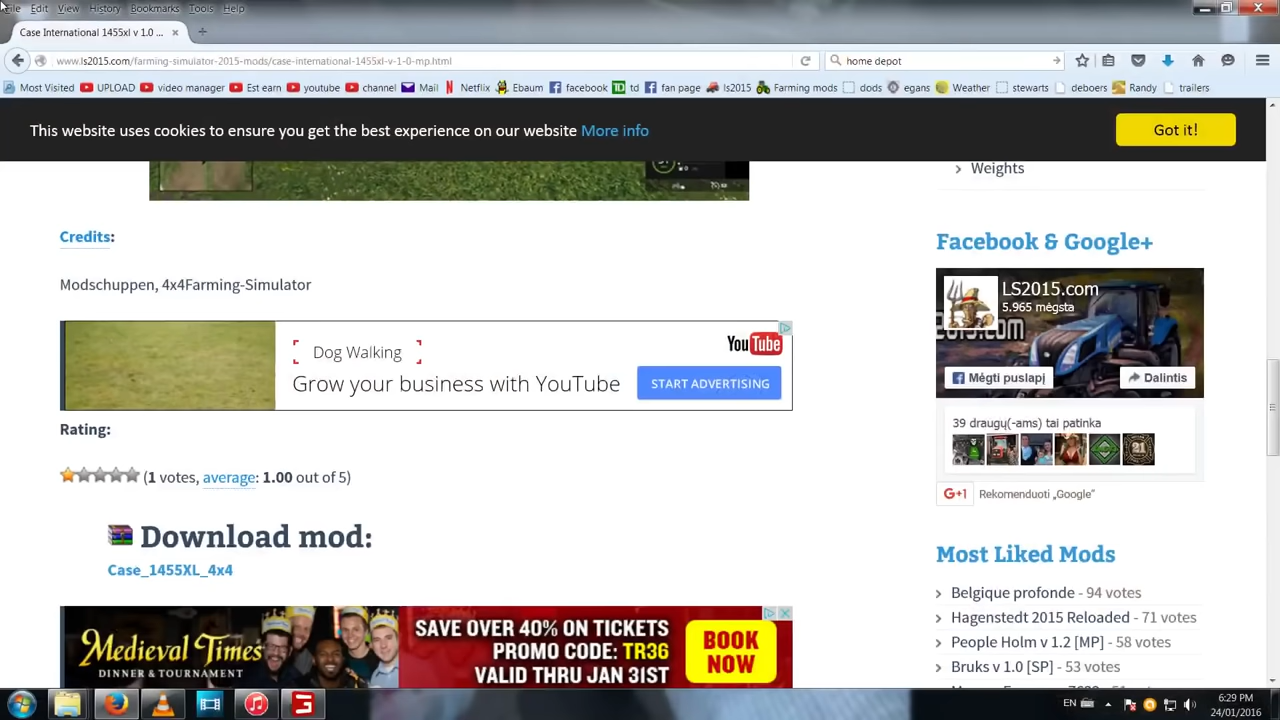 File Edit View History Bookmarks Tools Help
Case International 1455xl v 1.0 ... × +
www.ls2015.com/farming-simulator-2015-mods/case-international-1455xl-v-1-0-mp.html
home depot
Most Visited UPLOAD video manager Est earn youtube channel Mail Netflix Ebaum facebook td fan page ls2015 Farming mods dods egans Weather stewarts deboers Randy trailers
This website uses cookies to ensure you get the best experience on our website More info
Got it!
Weights
Credits:
Modschuppen, 4x4Farming-Simulator
Dog Walking
Grow your business with YouTube
YouTube
START ADVERTISING
Rating:
(1 votes, average: 1.00 out of 5)
Download mod:
Case_1455XL_4x4
Medieval Times
DINNER & TOURNAMENT
SAVE OVER 40% ON TICKETS
PROMO CODE: TR36
VALID THRU JAN 31ST
BOOK
NOW
Facebook & Google+
LS2015.com
5.965 mėgsta
Mėgti puslapį
Dalintis
39 draugų(-ams) tai patinka
G+1 Rekomenduoti „Google“
Most Liked Mods
Belgique profonde - 94 votes
Hagenstedt 2015 Reloaded - 71 votes
People Holm v 1.2 [MP] - 58 votes
Bruks v 1.0 [SP] - 53 votes
EN
6:29 PM
24/01/2016